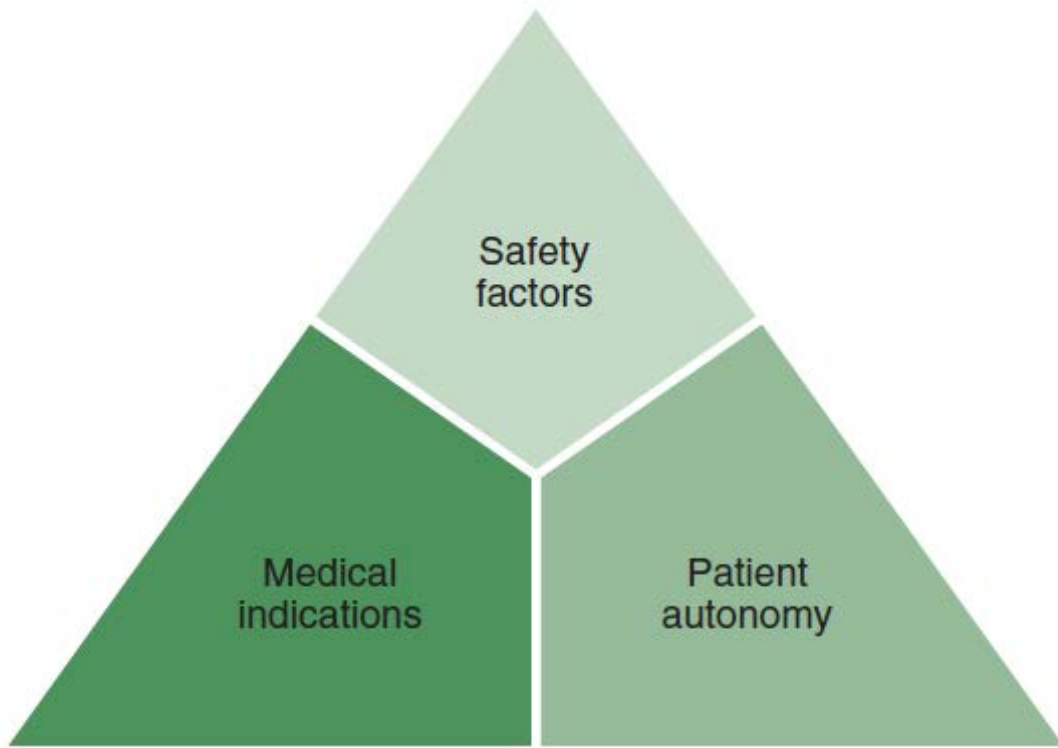 Safety
factors
Medical
indications
Patient
autonomy